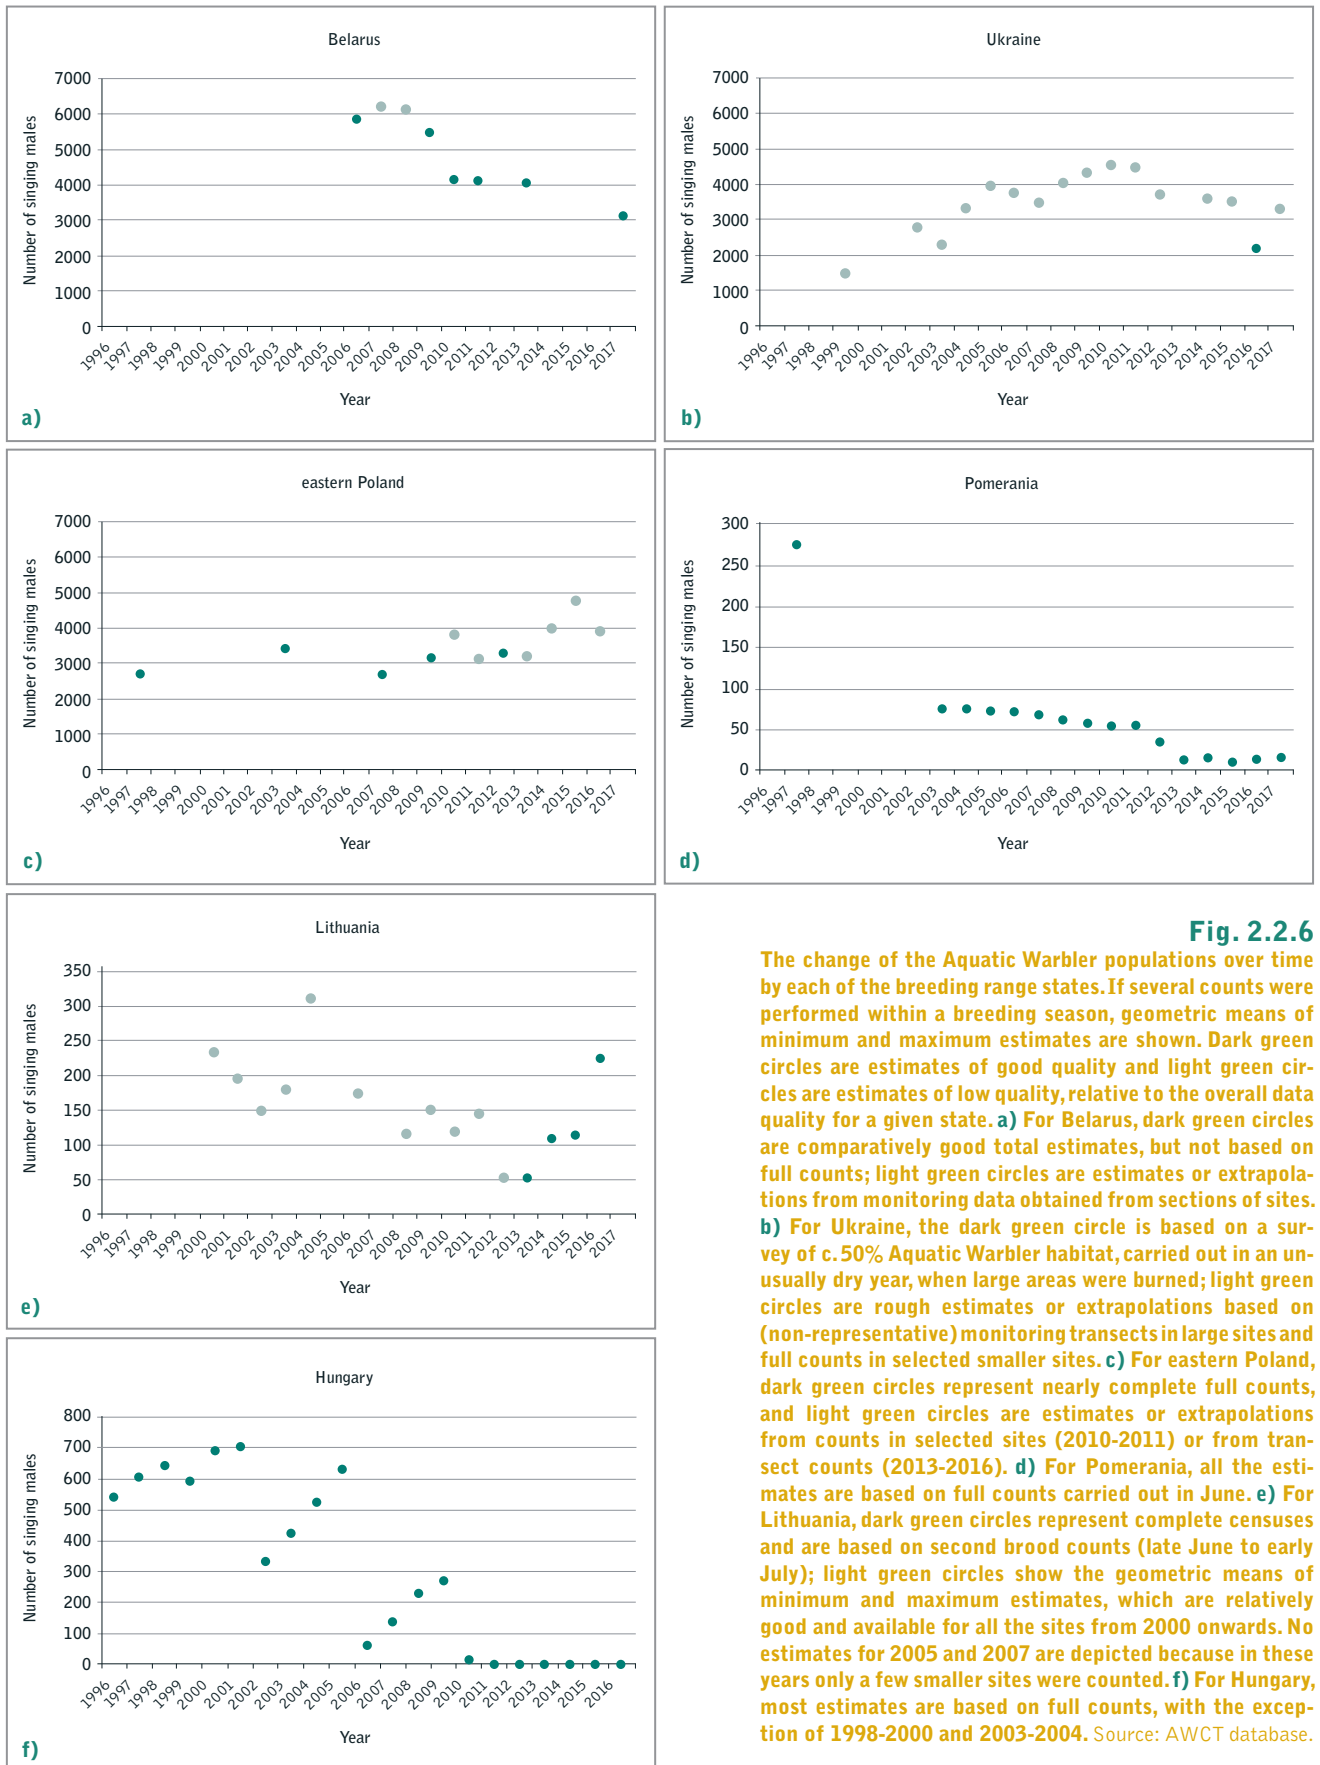 Belarus
Number of singing males
7000
6000
5000
4000
3000
2000
1000
0
1996 1997 1998 1999 2000 2001 2002 2003 2004 2005 2006 2007 2008 2009 2010 2011 2012 2013 2014 2015 2016 2017
Year
a)
Ukraine
Number of singing males
7000
6000
5000
4000
3000
2000
1000
0
1996 1997 1998 1999 2000 2001 2002 2003 2004 2005 2006 2007 2008 2009 2010 2011 2012 2013 2014 2015 2016 2017
Year
b)
eastern Poland
Number of singing males
7000
6000
5000
4000
3000
2000
1000
0
1996 1997 1998 1999 2000 2001 2002 2003 2004 2005 2006 2007 2008 2009 2010 2011 2012 2013 2014 2015 2016 2017
Year
c)
Pomerania
Number of singing males
300
250
200
150
100
50
0
1996 1997 1998 1999 2000 2001 2002 2003 2004 2005 2006 2007 2008 2009 2010 2011 2012 2013 2014 2015 2016 2017
Year
d)
Lithuania
Number of singing males
350
300
250
200
150
100
50
0
1996 1997 1998 1999 2000 2001 2002 2003 2004 2005 2006 2007 2008 2009 2010 2011 2012 2013 2014 2015 2016 2017
Year
e)
Hungary
Number of singing males
800
700
600
500
400
300
200
100
0
1996 1997 1998 1999 2000 2001 2002 2003 2004 2005 2006 2007 2008 2009 2010 2011 2012 2013 2014 2015 2016
Year
f)
Fig. 2.2.6
The change of the Aquatic Warbler populations over time
by each of the breeding range states. If several counts were
performed within a breeding season, geometric means of
minimum and maximum estimates are shown. Dark green
circles are estimates of good quality and light green cir-
cles are estimates of low quality, relative to the overall data
quality for a given state. a) For Belarus, dark green circles
are comparatively good total estimates, but not based on
full counts; light green circles are estimates or extrapola-
tions from monitoring data obtained from sections of sites.
b) For Ukraine, the dark green circle is based on a sur-
vey of c. 50% Aquatic Warbler habitat, carried out in an un-
usually dry year, when large areas were burned; light green
circles are rough estimates or extrapolations based on
(non-representative) monitoring transects in large sites and
full counts in selected smaller sites. c) For eastern Poland,
dark green circles represent nearly complete full counts,
and light green circles are estimates or extrapolations
from counts in selected sites (2010-2011) or from tran-
sect counts (2013-2016). d) For Pomerania, all the esti-
mates are based on full counts carried out in June. e) For
Lithuania, dark green circles represent complete censuses
and are based on second brood counts (late June to early
July); light green circles show the geometric means of
minimum and maximum estimates, which are relatively
good and available for all the sites from 2000 onwards. No
estimates for 2005 and 2007 are depicted because in these
years only a few smaller sites were counted. f) For Hungary,
most estimates are based on full counts, with the excep-
tion of 1998-2000 and 2003-2004. Source: AWCT database.